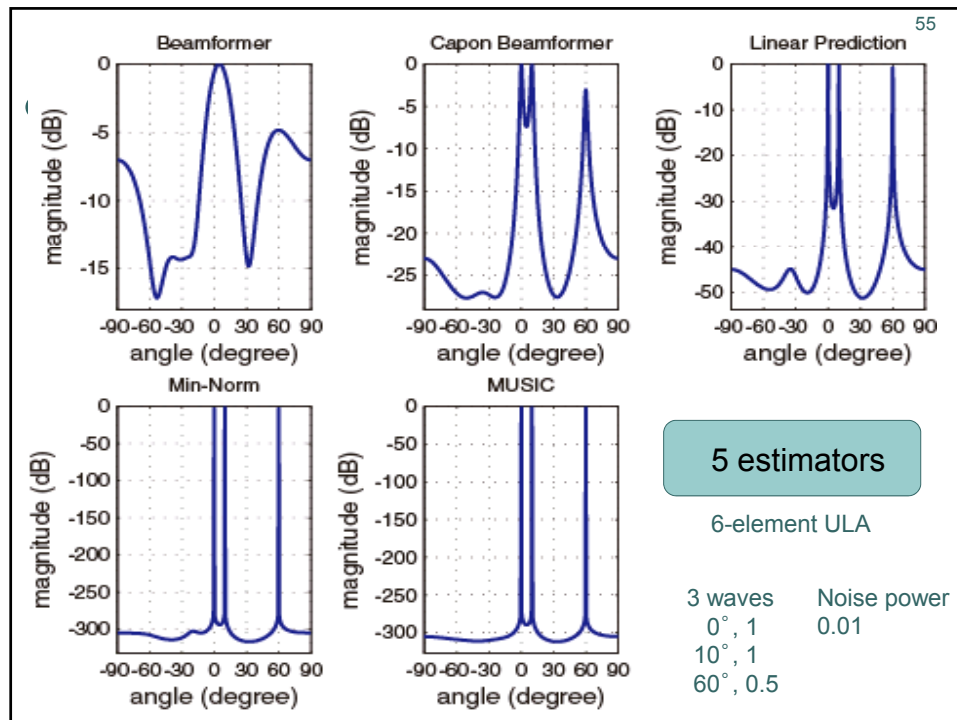 55
Beamformer
0
-5
-10
-15
magnitude (dB)
-90-60-30 0 30 60 90
angle (degree)
Capon Beamformer
0
-5
-10
-15
-20
-25
magnitude (dB)
-90-60-30 0 30 60 90
angle (degree)
Linear Prediction
0
-10
-20
-30
-40
-50
magnitude (dB)
-90-60-30 0 30 60 90
angle (degree)
Min-Norm
0
-50
-100
-150
-200
-250
-300
magnitude (dB)
-90-60-30 0 30 60 90
angle (degree)
MUSIC
0
-50
-100
-150
-200
-250
-300
magnitude (dB)
-90-60-30 0 30 60 90
angle (degree)
5 estimators
6-element ULA
3 waves Noise power
0°, 1 0.01
10°, 1
60°, 0.5